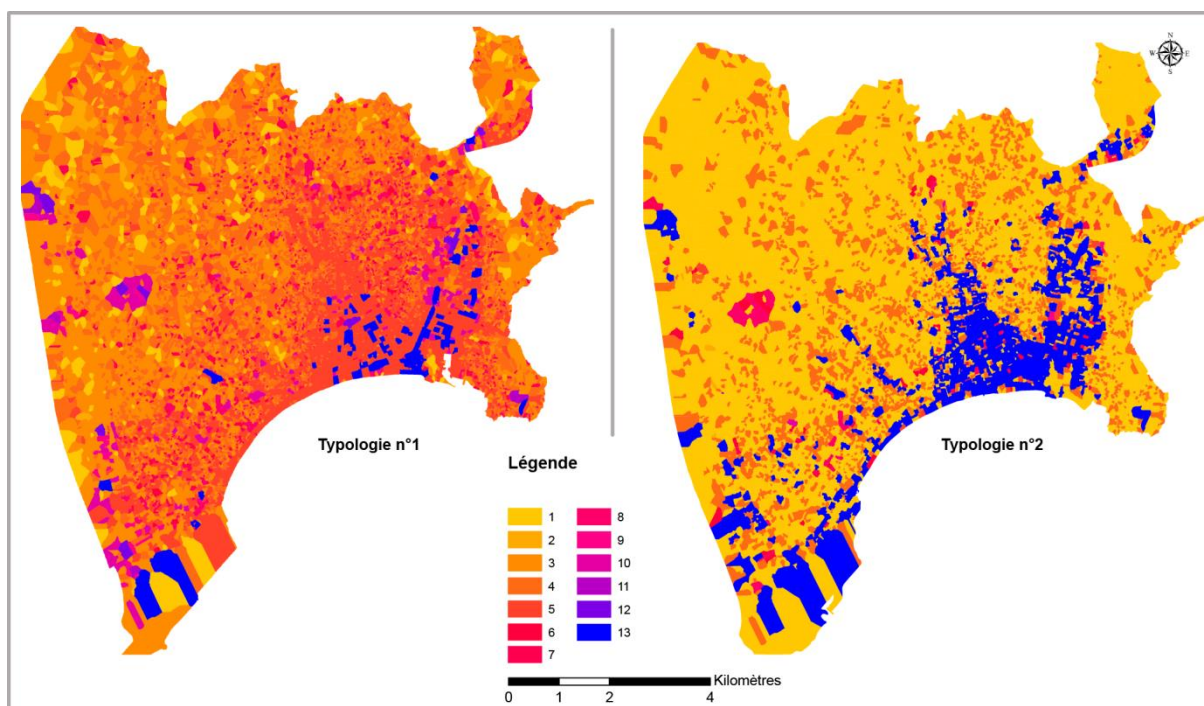 N
W E
S
Typologie n°1
Typologie n°2
Légende
1 8
2 9
3 10
4 11
5 12
6 13
7
Kilomètres
0 1 2 4